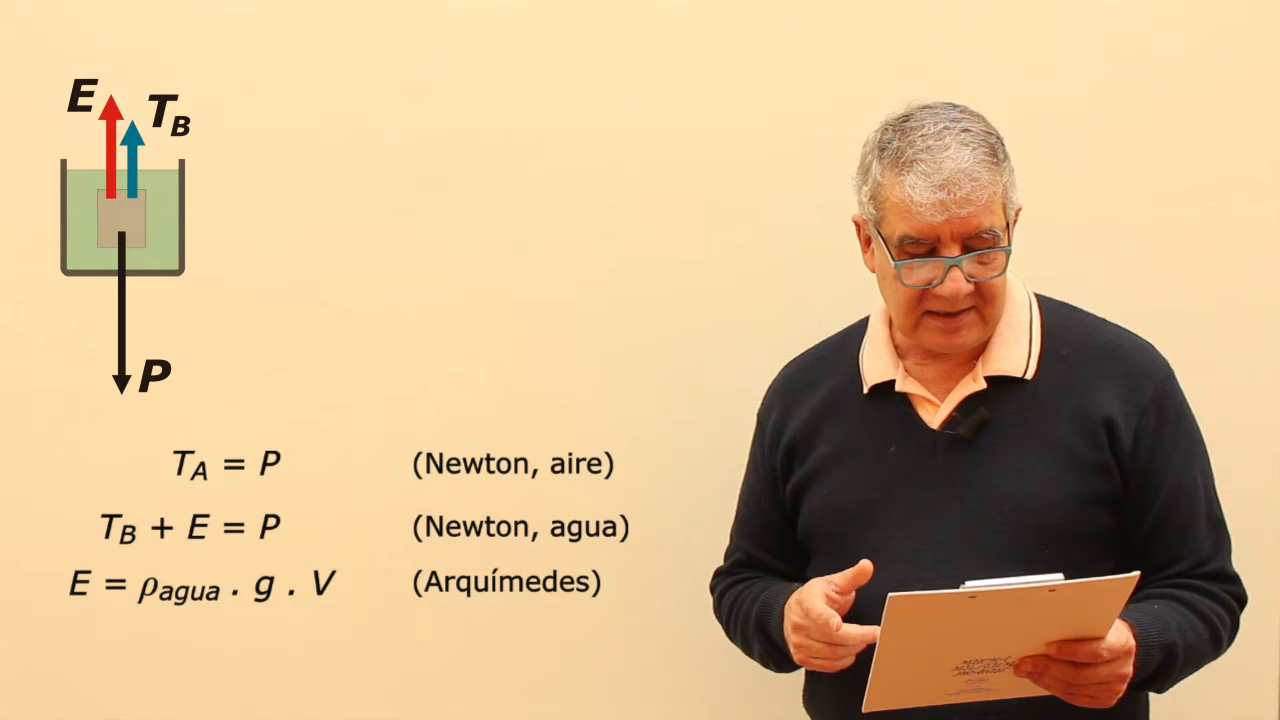 E
T_B
P
T_A = P (Newton, aire)
T_B + E = P (Newton, agua)
E = ρ_agua . g . V (Arquímedes)